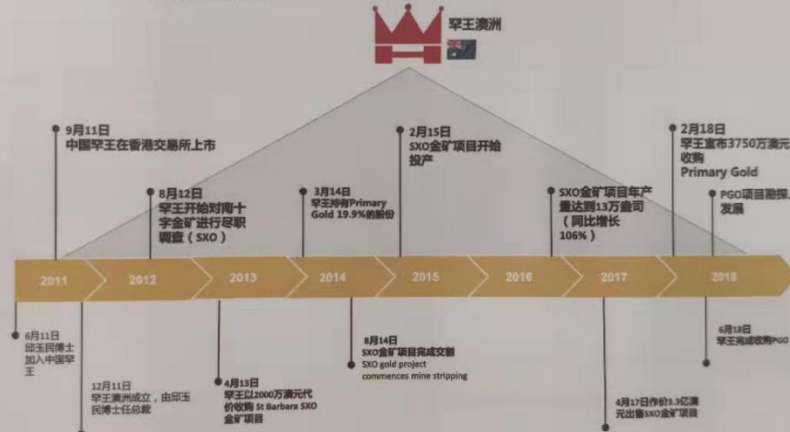 罕王澳洲
9月11日
中国罕王在香港交易所上市
8月12日
罕王开始对南十
字金矿进行尽职
调查（SXO）
3月14日
罕王持有Primary
Gold 19.9%的股份
2月15日
SXO金矿项目开始
投产
SXO金矿项目年产
量达到13万盎司
（同比增长
106%）
2月18日
罕王宣布3750万澳元
收购
Primary Gold
PGO项目勘探
发展
2011
2012
2013
2014
2015
2016
2017
2018
6月11日
邱玉民博士
加入中国罕
王
12月11日
罕王澳洲成立，由邱玉
民博士任总裁
4月13日
罕王以2000万澳元代
价收购 St Barbara SXO
金矿项目
8月14日
SXO金矿项目完成交割
SXO gold project
commences mine stripping
4月17日作价3.3亿澳
元出售SXO金矿项目
6月18日
罕王完成收购PGO